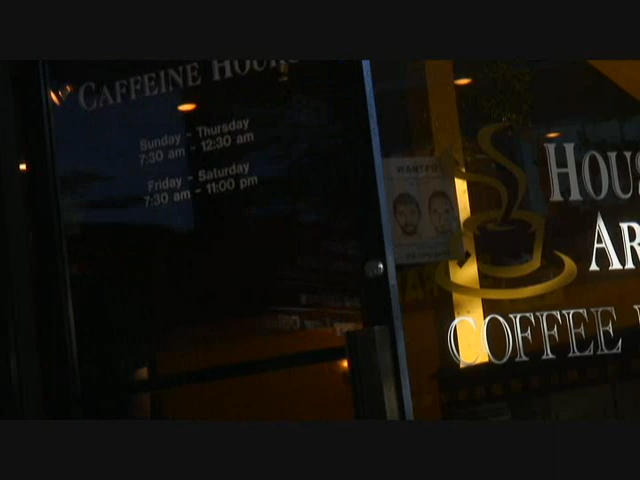 CAFFEINE HOURS
Sunday - Thursday
7:30 am - 12:30 am
Friday - Saturday
7:30 am - 11:00 pm
WANTED
HOUS
AR
COFFEE